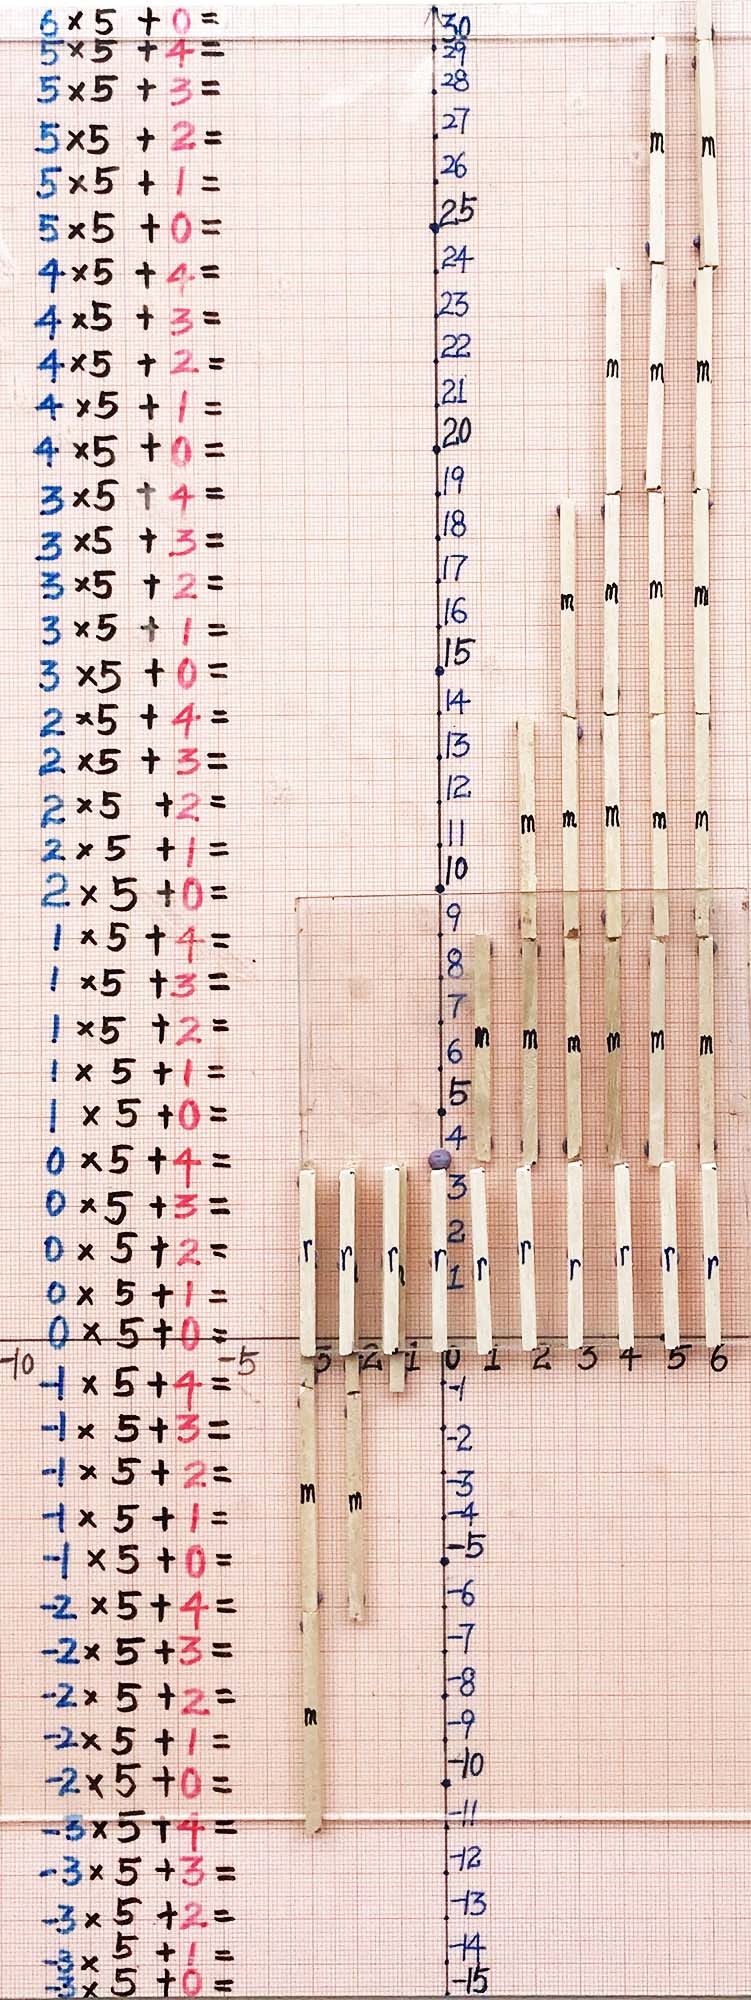 6×5 + 0 =
5×5 + 4 =
5×5 + 3 =
5×5 + 2 =
5×5 + 1 =
5×5 + 0 =
4×5 + 4 =
4×5 + 3 =
4×5 + 2 =
4×5 + 1 =
4×5 + 0 =
3×5 + 4 =
3×5 + 3 =
3×5 + 2 =
3×5 + 1 =
3×5 + 0 =
2×5 + 4 =
2×5 + 3 =
2×5 + 2 =
2×5 + 1 =
2×5 + 0 =
1×5 + 4 =
1×5 + 3 =
1×5 + 2 =
1×5 + 1 =
1×5 + 0 =
0×5 + 4 =
0×5 + 3 =
0×5 + 2 =
0×5 + 1 =
0×5 + 0 =
-1×5 + 4 =
-1×5 + 3 =
-1×5 + 2 =
-1×5 + 1 =
-1×5 + 0 =
-2×5 + 4 =
-2×5 + 3 =
-2×5 + 2 =
-2×5 + 1 =
-2×5 + 0 =
-3×5 + 4 =
-3×5 + 3 =
-3×5 + 2 =
-3×5 + 1 =
-3×5 + 0 =
30
29
28
27
26
25
24
23
22
21
20
19
18
17
16
15
14
13
12
11
10
9
8
7
6
5
4
3
2
1
-10 -5 -2 1 0 1 2 3 4 5 6
-1
-2
-3
-4
-5
-6
-7
-8
-9
-10
-11
-12
-13
-14
-15
m m
m m m
m m m m
m m m m m
m m m m m m
r r r r r r r r r r
m m
m